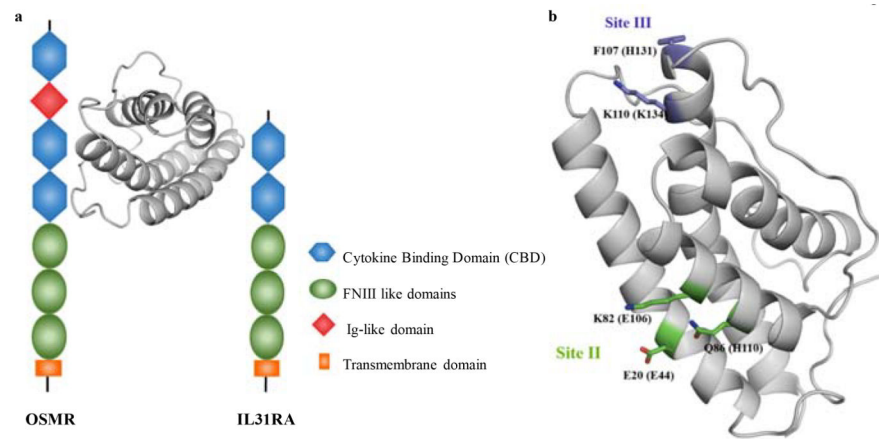 a
OSMR
IL31RA
Cytokine Binding Domain (CBD)
FNIII like domains
Ig-like domain
Transmembrane domain
b
Site III
F107 (H131)
K110 (K134)
K82 (E106)
Q86 (H110)
Site II
E20 (E44)